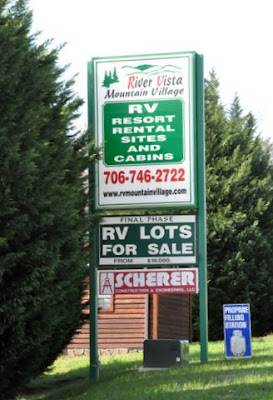 River Vista
Mountain Village
RV
RESORT
RENTAL
SITES
AND
CABINS
706-746-2722
www.rvmountainvillage.com
FINAL PHASE
RV LOTS
FOR SALE
FROM $19,000.
SCHERER
CONSTRUCTION & ENGINEERING, LLC
PROPANE
FILLING
STATION